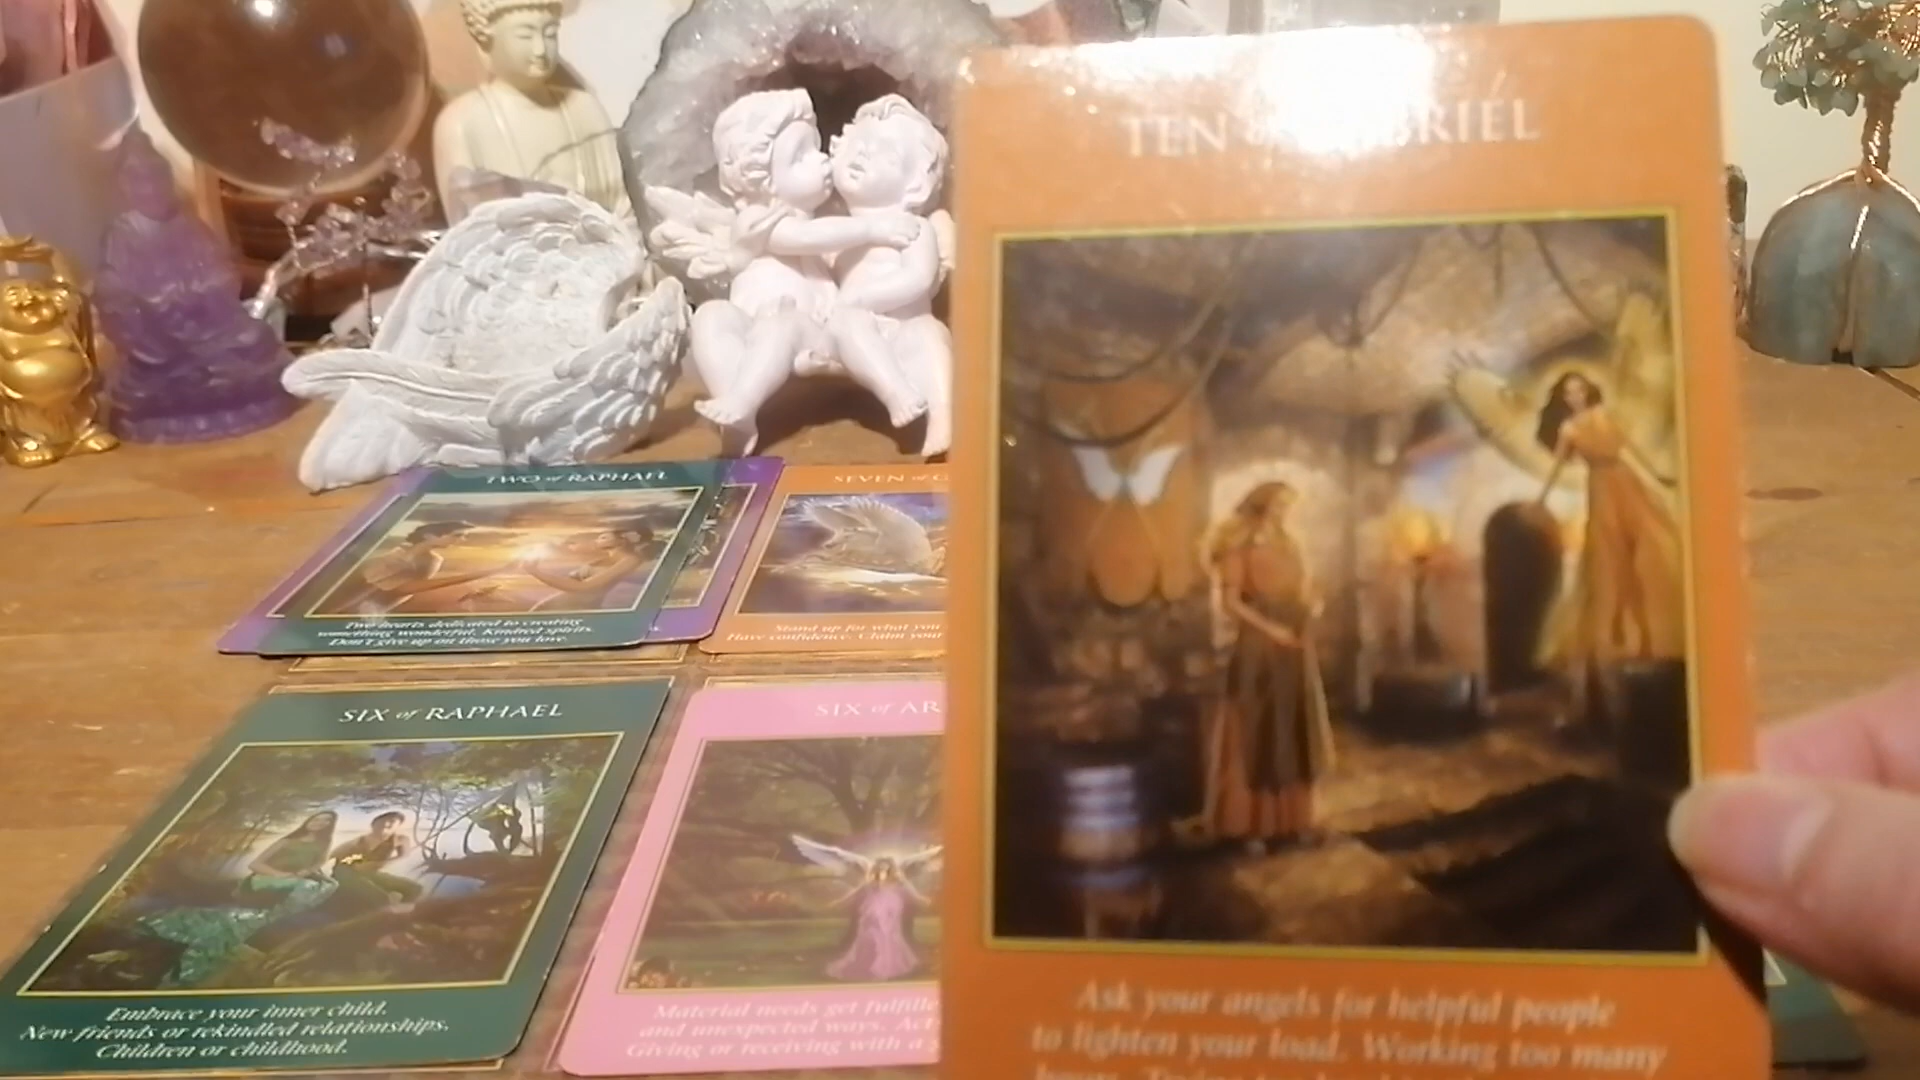 TEN of GABRIEL
TWO of RAPHAEL
Two hearts dedicated to creating
something wonderful. Kindred spirits.
Don't give up on those you love.
SEVEN of G
Stand up for what you
Have confidence. Claim your
SIX of RAPHAEL
Embrace your inner child.
New friends or rekindled relationships.
Children or childhood.
SIX of AR
Material needs get fulfille
and unexpected ways. Act
Giving or receiving with a g
Ask your angels for helpful people
to lighten your load. Working too many